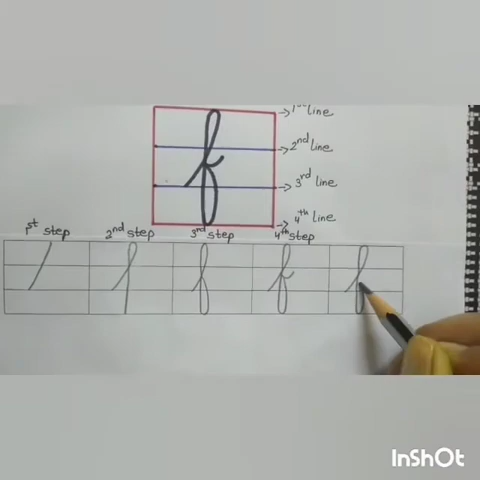 f
1st line
2nd line
3rd line
4th line
1st step 2nd step 3rd step 4th step
f f
InShOt